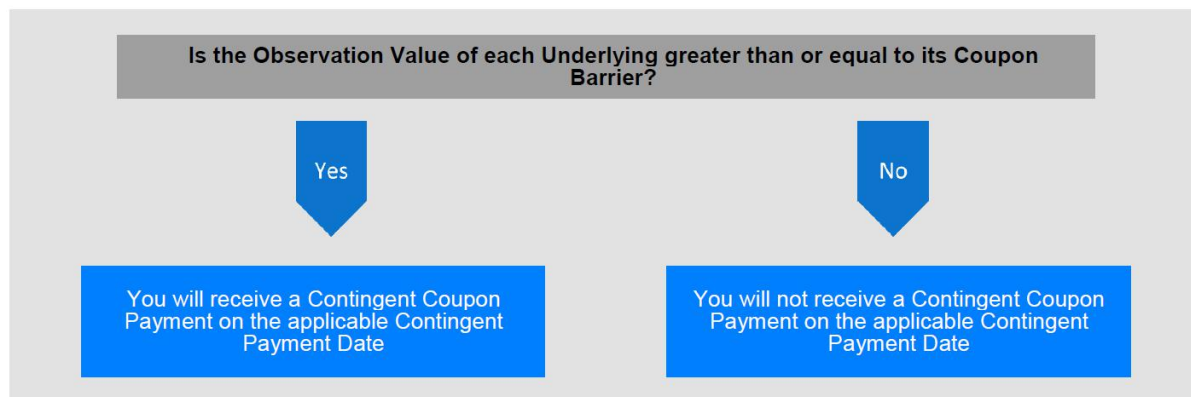 Is the Observation Value of each Underlying greater than or equal to its Coupon
Barrier?
Yes
No
You will receive a Contingent Coupon
Payment on the applicable Contingent
Payment Date
You will not receive a Contingent Coupon
Payment on the applicable Contingent
Payment Date